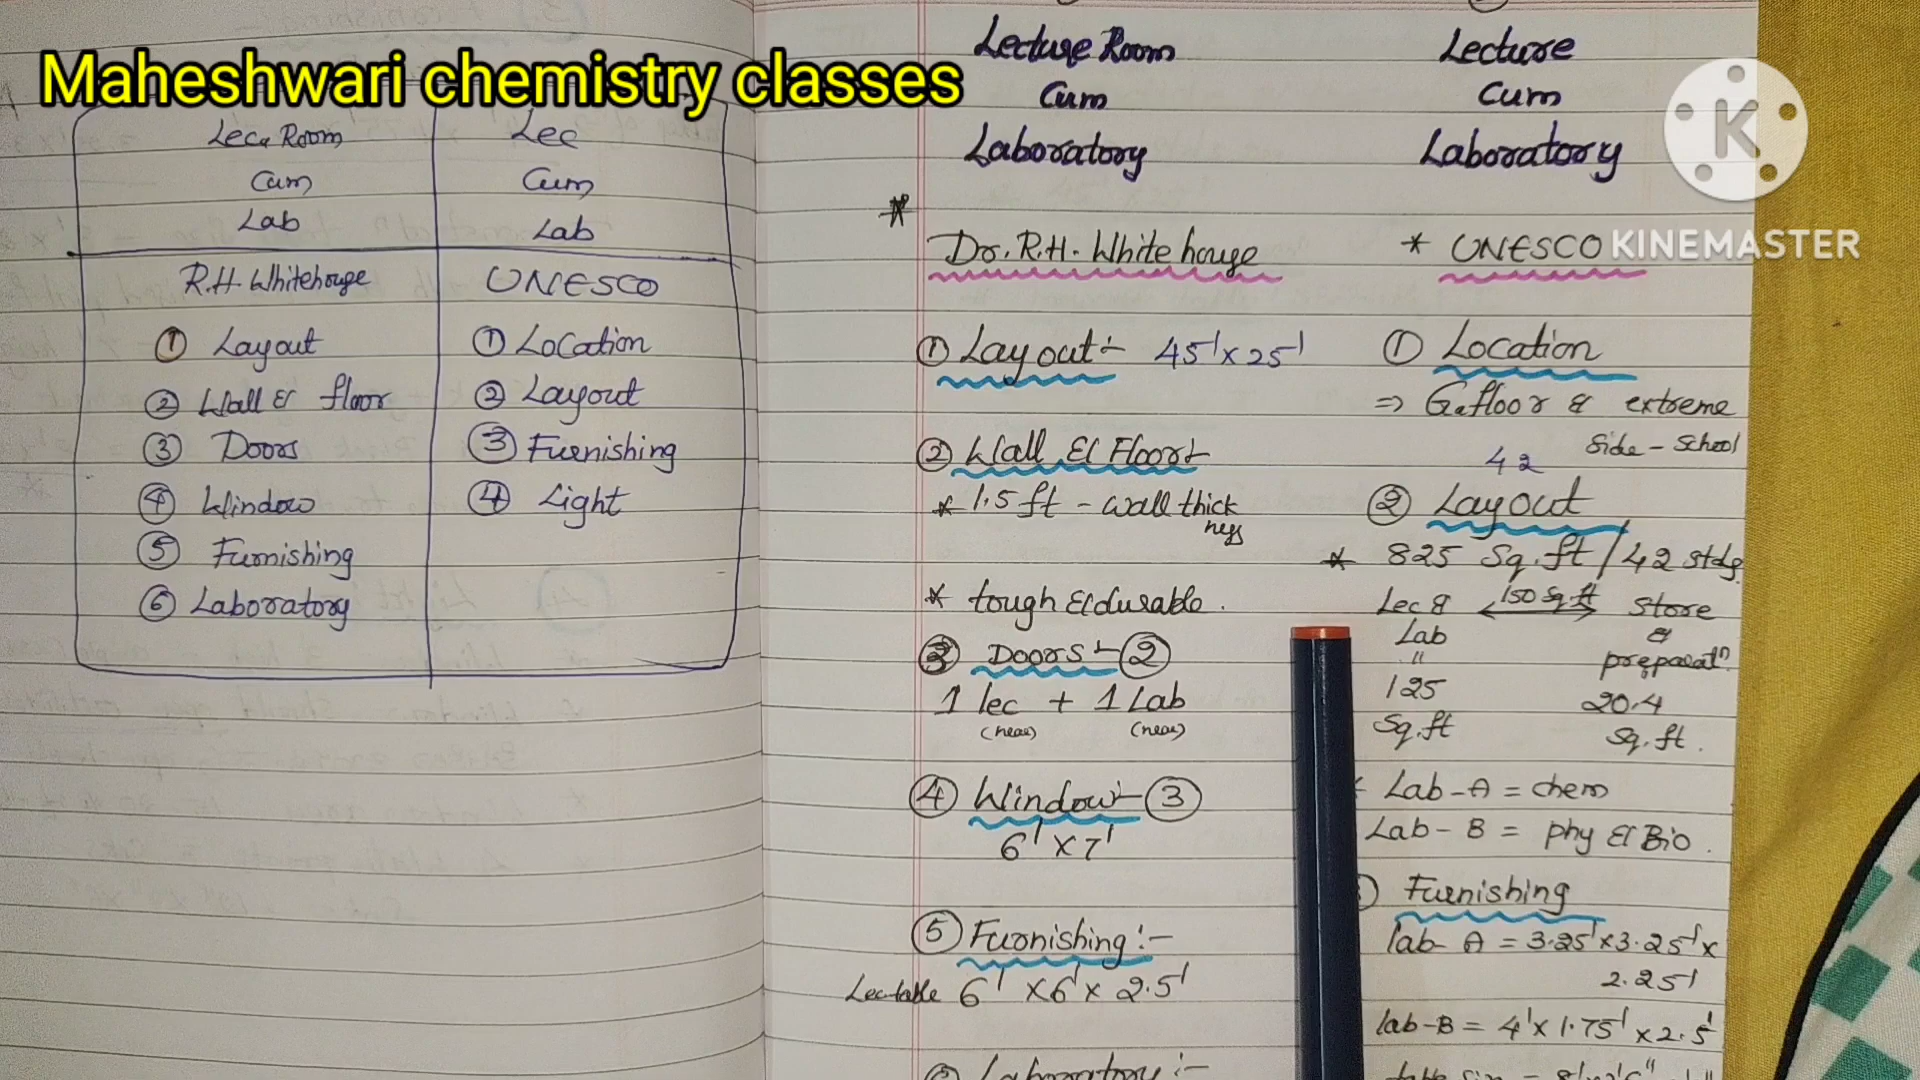 Maheshwari chemistry classes
Lec. Room
Cum
Lab
R.H. Whitehouse
① Layout
② Wall & floor
③ Doors
④ Window
⑤ Furnishing
⑥ Laboratory
Lec
Cum
Lab
UNESCO
① Location
② Layout
③ Furnishing
④ Light
Lecture Room
Cum
Laboratory
*
Dr. R.H. Whitehouse
① Layout :- 45' x 25'
② Wall & Floor :-
* 1.5 ft - wall thick
ness
* tough & durable.
③ Doors :- ②
1 lec + 1 Lab
(near) (near)
④ Window :- ③
6' x 7'
⑤ Furnishing :-
Lec table 6' x 6' x 2.5'
Laboratory :-
Lecture
Cum
Laboratory
* UNESCO
① Location
⇒ G. floor & extreme
Side - School
42
② Layout
* 825 Sq. ft / 42 stds
Lec & 150 sq ft store
Lab &
" preparatn.
125 20.4
Sq. ft Sq. ft.
Lab - A = chem
Lab - B = phy & Bio.
Furnishing
lab - A = 3.25' x 3.25' x
2.25'
lab - B = 4' x 1.75' x 2.5'
K
KINEMASTER